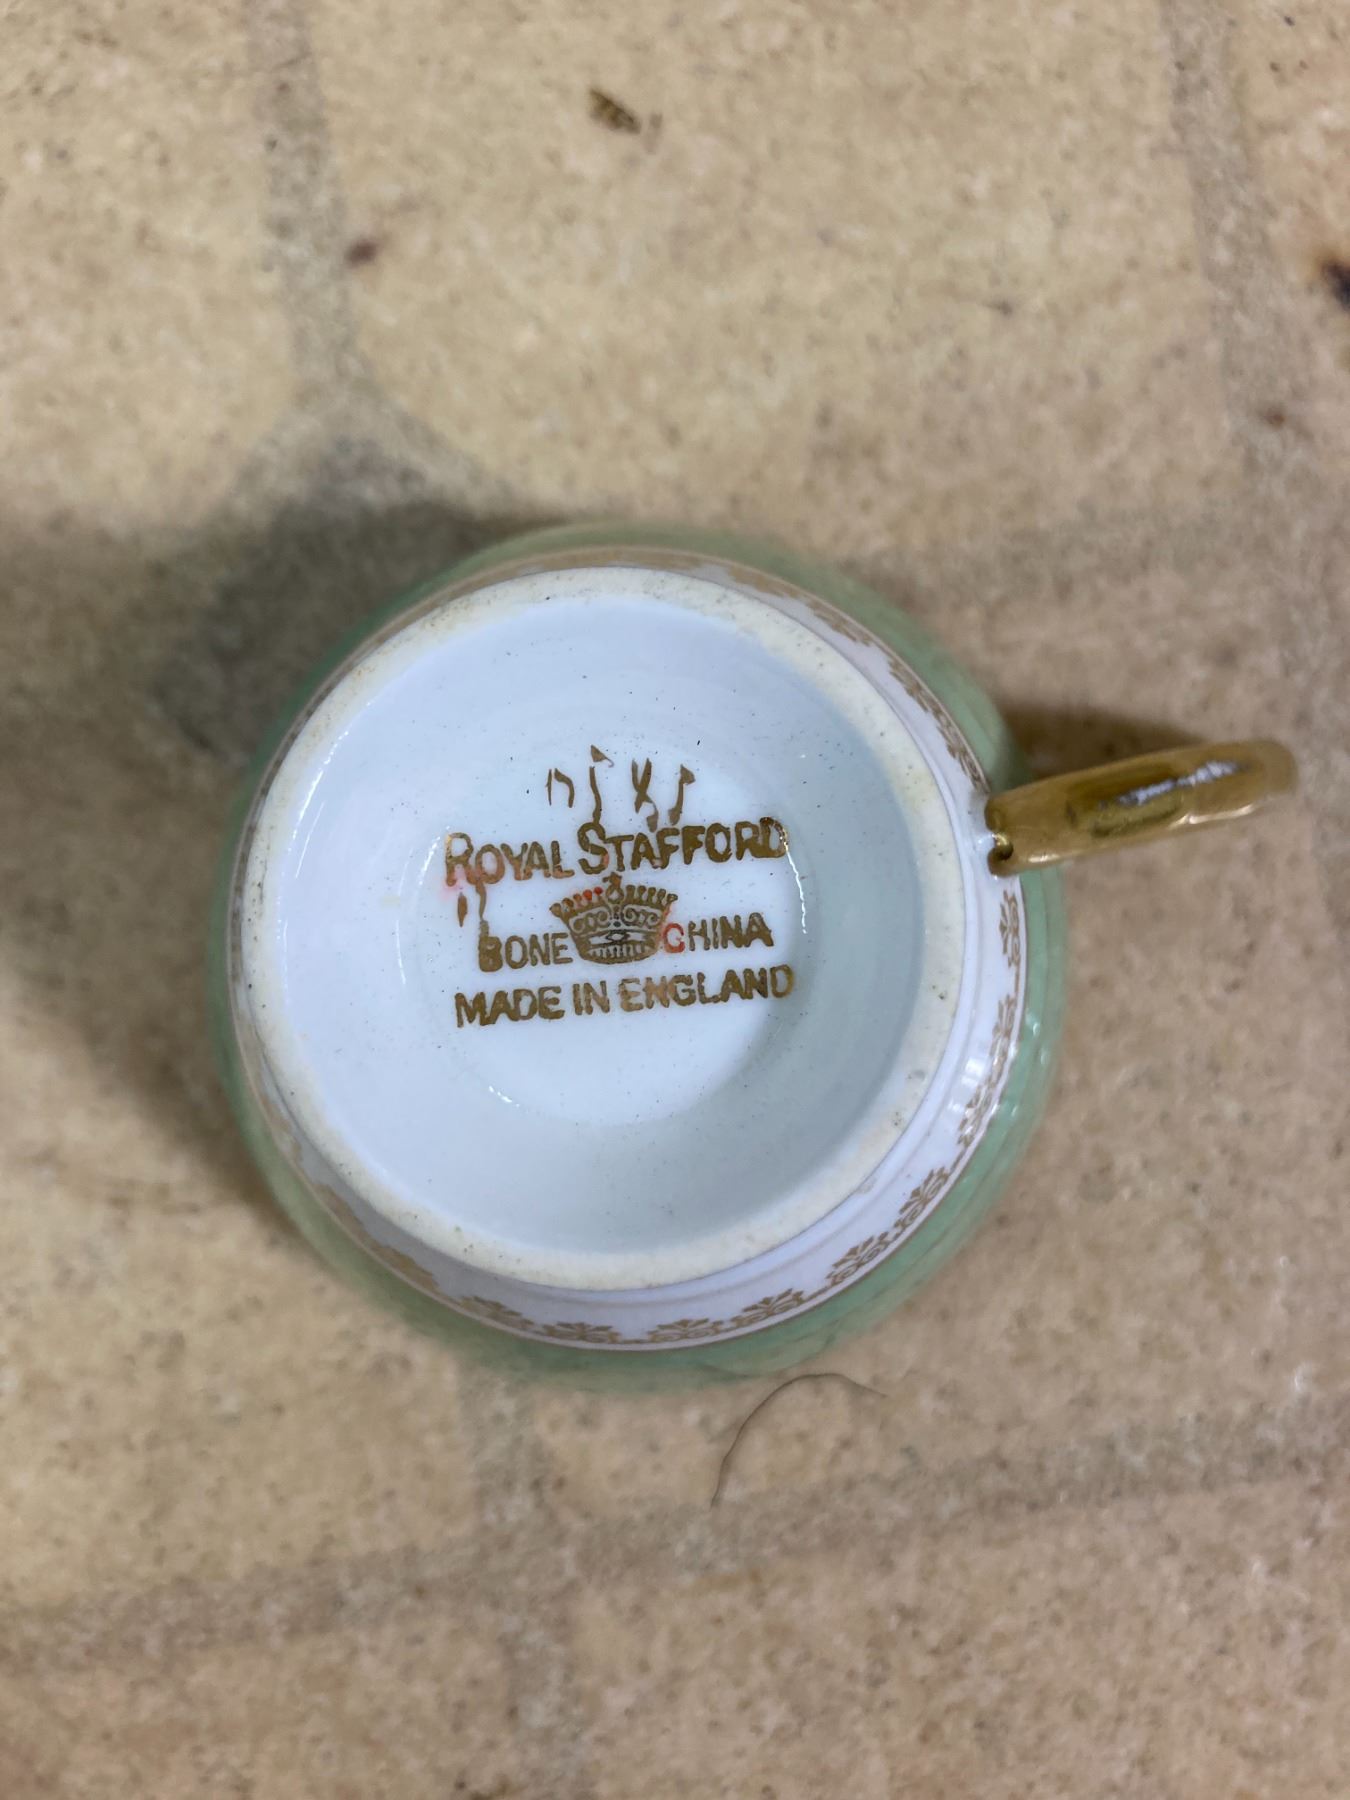 ROYAL STAFFORD
BONE CHINA
MADE IN ENGLAND